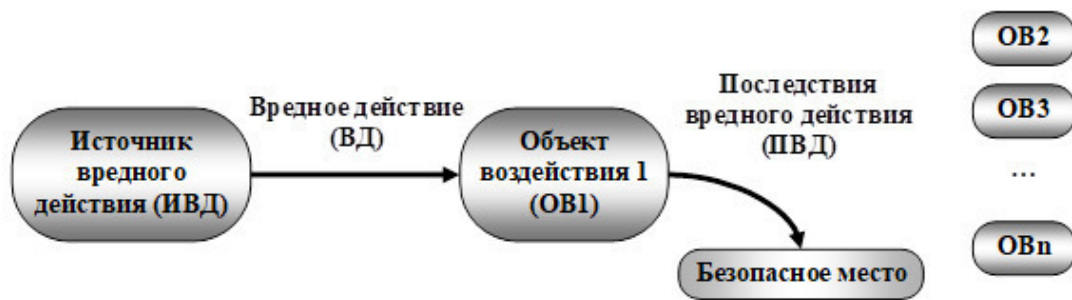 Источник
вредного
действия (ИВД)
Вредное действие
(ВД)
Объект
воздействия 1
(ОВ1)
Последствия
вредного действия
(ПВД)
Безопасное место
ОВ2
ОВ3
...
ОВn